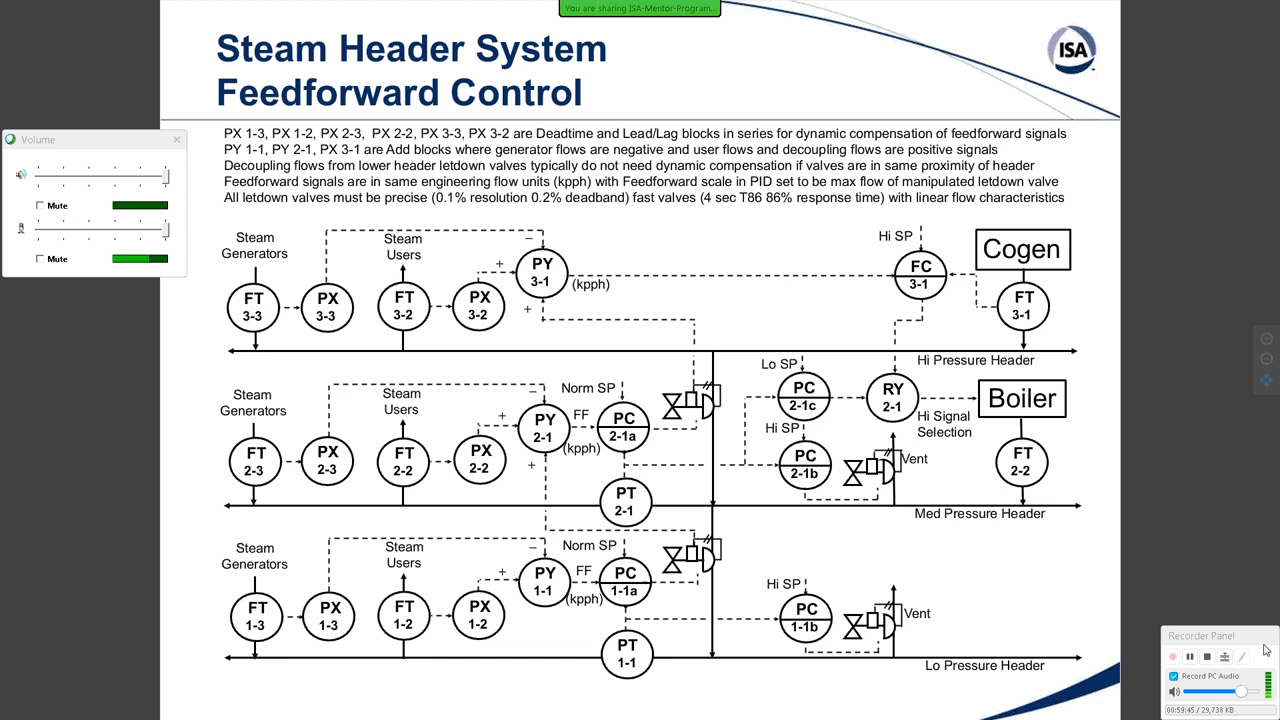 You are sharing ISA-Mentor-Program...
Steam Header System
Feedforward Control
ISA
PX 1-3, PX 1-2, PX 2-3, PX 2-2, PX 3-3, PX 3-2 are Deadtime and Lead/Lag blocks in series for dynamic compensation of feedforward signals
PY 1-1, PY 2-1, PX 3-1 are Add blocks where generator flows are negative and user flows and decoupling flows are positive signals
Decoupling flows from lower header letdown valves typically do not need dynamic compensation if valves are in same proximity of header
Feedforward signals are in same engineering flow units (kpph) with Feedforward scale in PID set to be max flow of manipulated letdown valve
All letdown valves must be precise (0.1% resolution 0.2% deadband) fast valves (4 sec T86 86% response time) with linear flow characteristics
Volume
Mute
Mute
Steam
Generators
Steam
Users
–
+
+
PY
3-1
(kpph)
Hi SP
FC
3-1
Cogen
FT
3-3
PX
3-3
FT
3-2
PX
3-2
FT
3-1
Hi Pressure Header
Steam
Generators
Steam
Users
–
+
+
Norm SP
PY
2-1
FF
(kpph)
PC
2-1a
Lo SP
PC
2-1c
Hi SP
PC
2-1b
RY
2-1
Boiler
Hi Signal
Selection
Vent
FT
2-3
PX
2-3
FT
2-2
PX
2-2
PT
2-1
FT
2-2
Med Pressure Header
Steam
Generators
Steam
Users
–
+
Norm SP
PY
1-1
FF
(kpph)
PC
1-1a
Hi SP
PC
1-1b
Vent
FT
1-3
PX
1-3
FT
1-2
PX
1-2
PT
1-1
Lo Pressure Header
Recorder Panel
Record PC Audio
00:59:45 / 29,738 KB